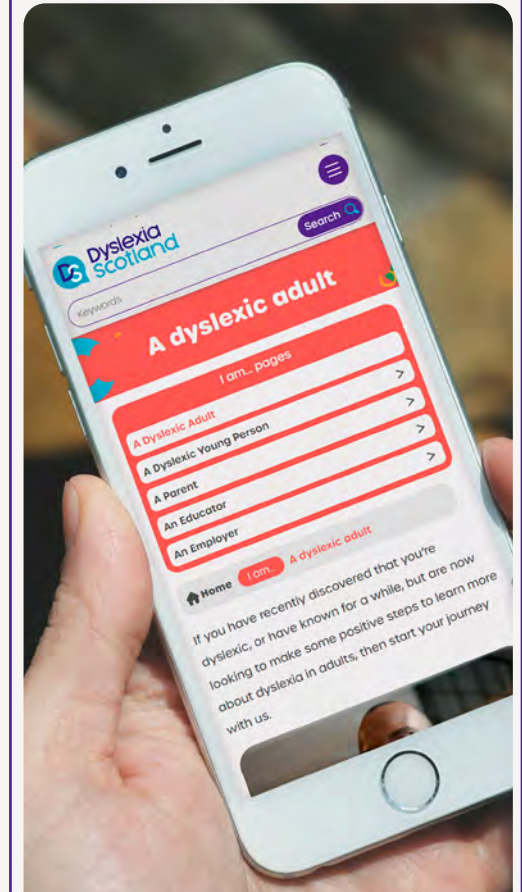 Dyslexia
Scotland
Keywords
Search
A dyslexic adult
I am... pages
A Dyslexic Adult
A Dyslexic Young Person
A Parent
An Educator
An Employer
Home
I am...
A dyslexic adult
If you have recently discovered that you're
dyslexic, or have known for a while, but are now
looking to make some positive steps to learn more
about dyslexia in adults, then start your journey
with us.